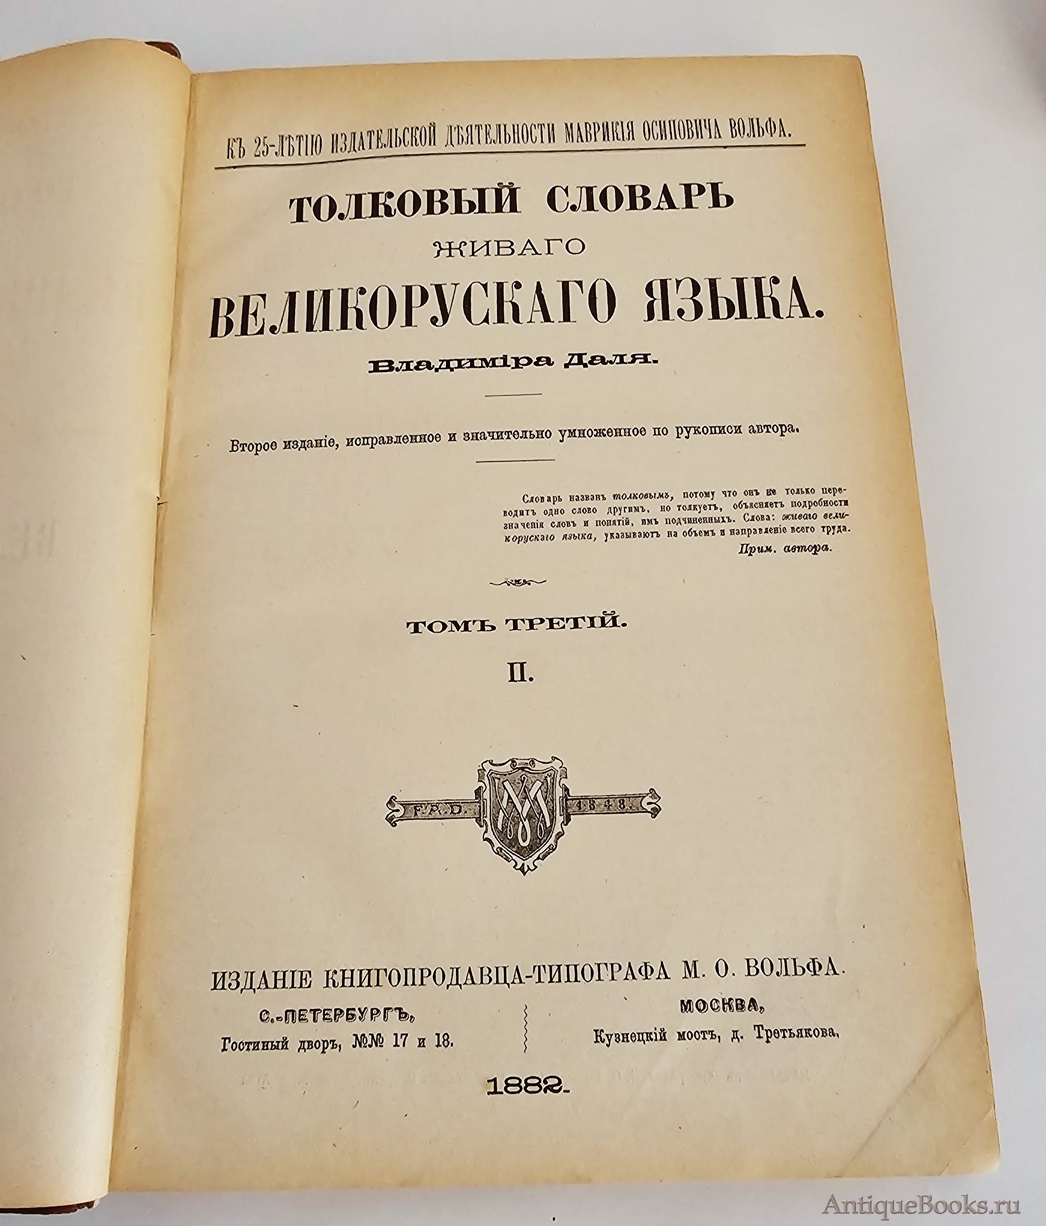 КЪ 25-ЛѢТІЮ ИЗДАТЕЛЬСКОЙ ДѢЯТЕЛЬНОСТИ МАВРИКІЯ ОСИПОВИЧА ВОЛЬФА.
ТОЛКОВЫЙ СЛОВАРЬ
ЖИВАГО
ВЕЛИКОРУСКАГО ЯЗЫКА.
Владиміра Даля.
Второе изданіе, исправленное и значительно умноженное по рукописи автора.
Словарь названъ толковымъ, потому что онъ не только пере-
водитъ одно слово другимъ, но толкуетъ, объясняетъ подробности
значенія словъ и понятій, имъ подчиненныхъ. Слова: живаго вели-
корускаго языка, указываютъ на объемъ и направленіе всего труда.
Прим. автора.
ТОМЪ ТРЕТІЙ.
П.
F.P.D. 1848.
ИЗДАНІЕ КНИГОПРОДАВЦА-ТИПОГРАФА М. О. ВОЛЬФА.
С.-ПЕТЕРБУРГЪ,
Гостиный дворъ, №№ 17 и 18.
МОСКВА,
Кузнецкій мостъ, д. Третьякова,
1882.
AntiqueBooks.ru